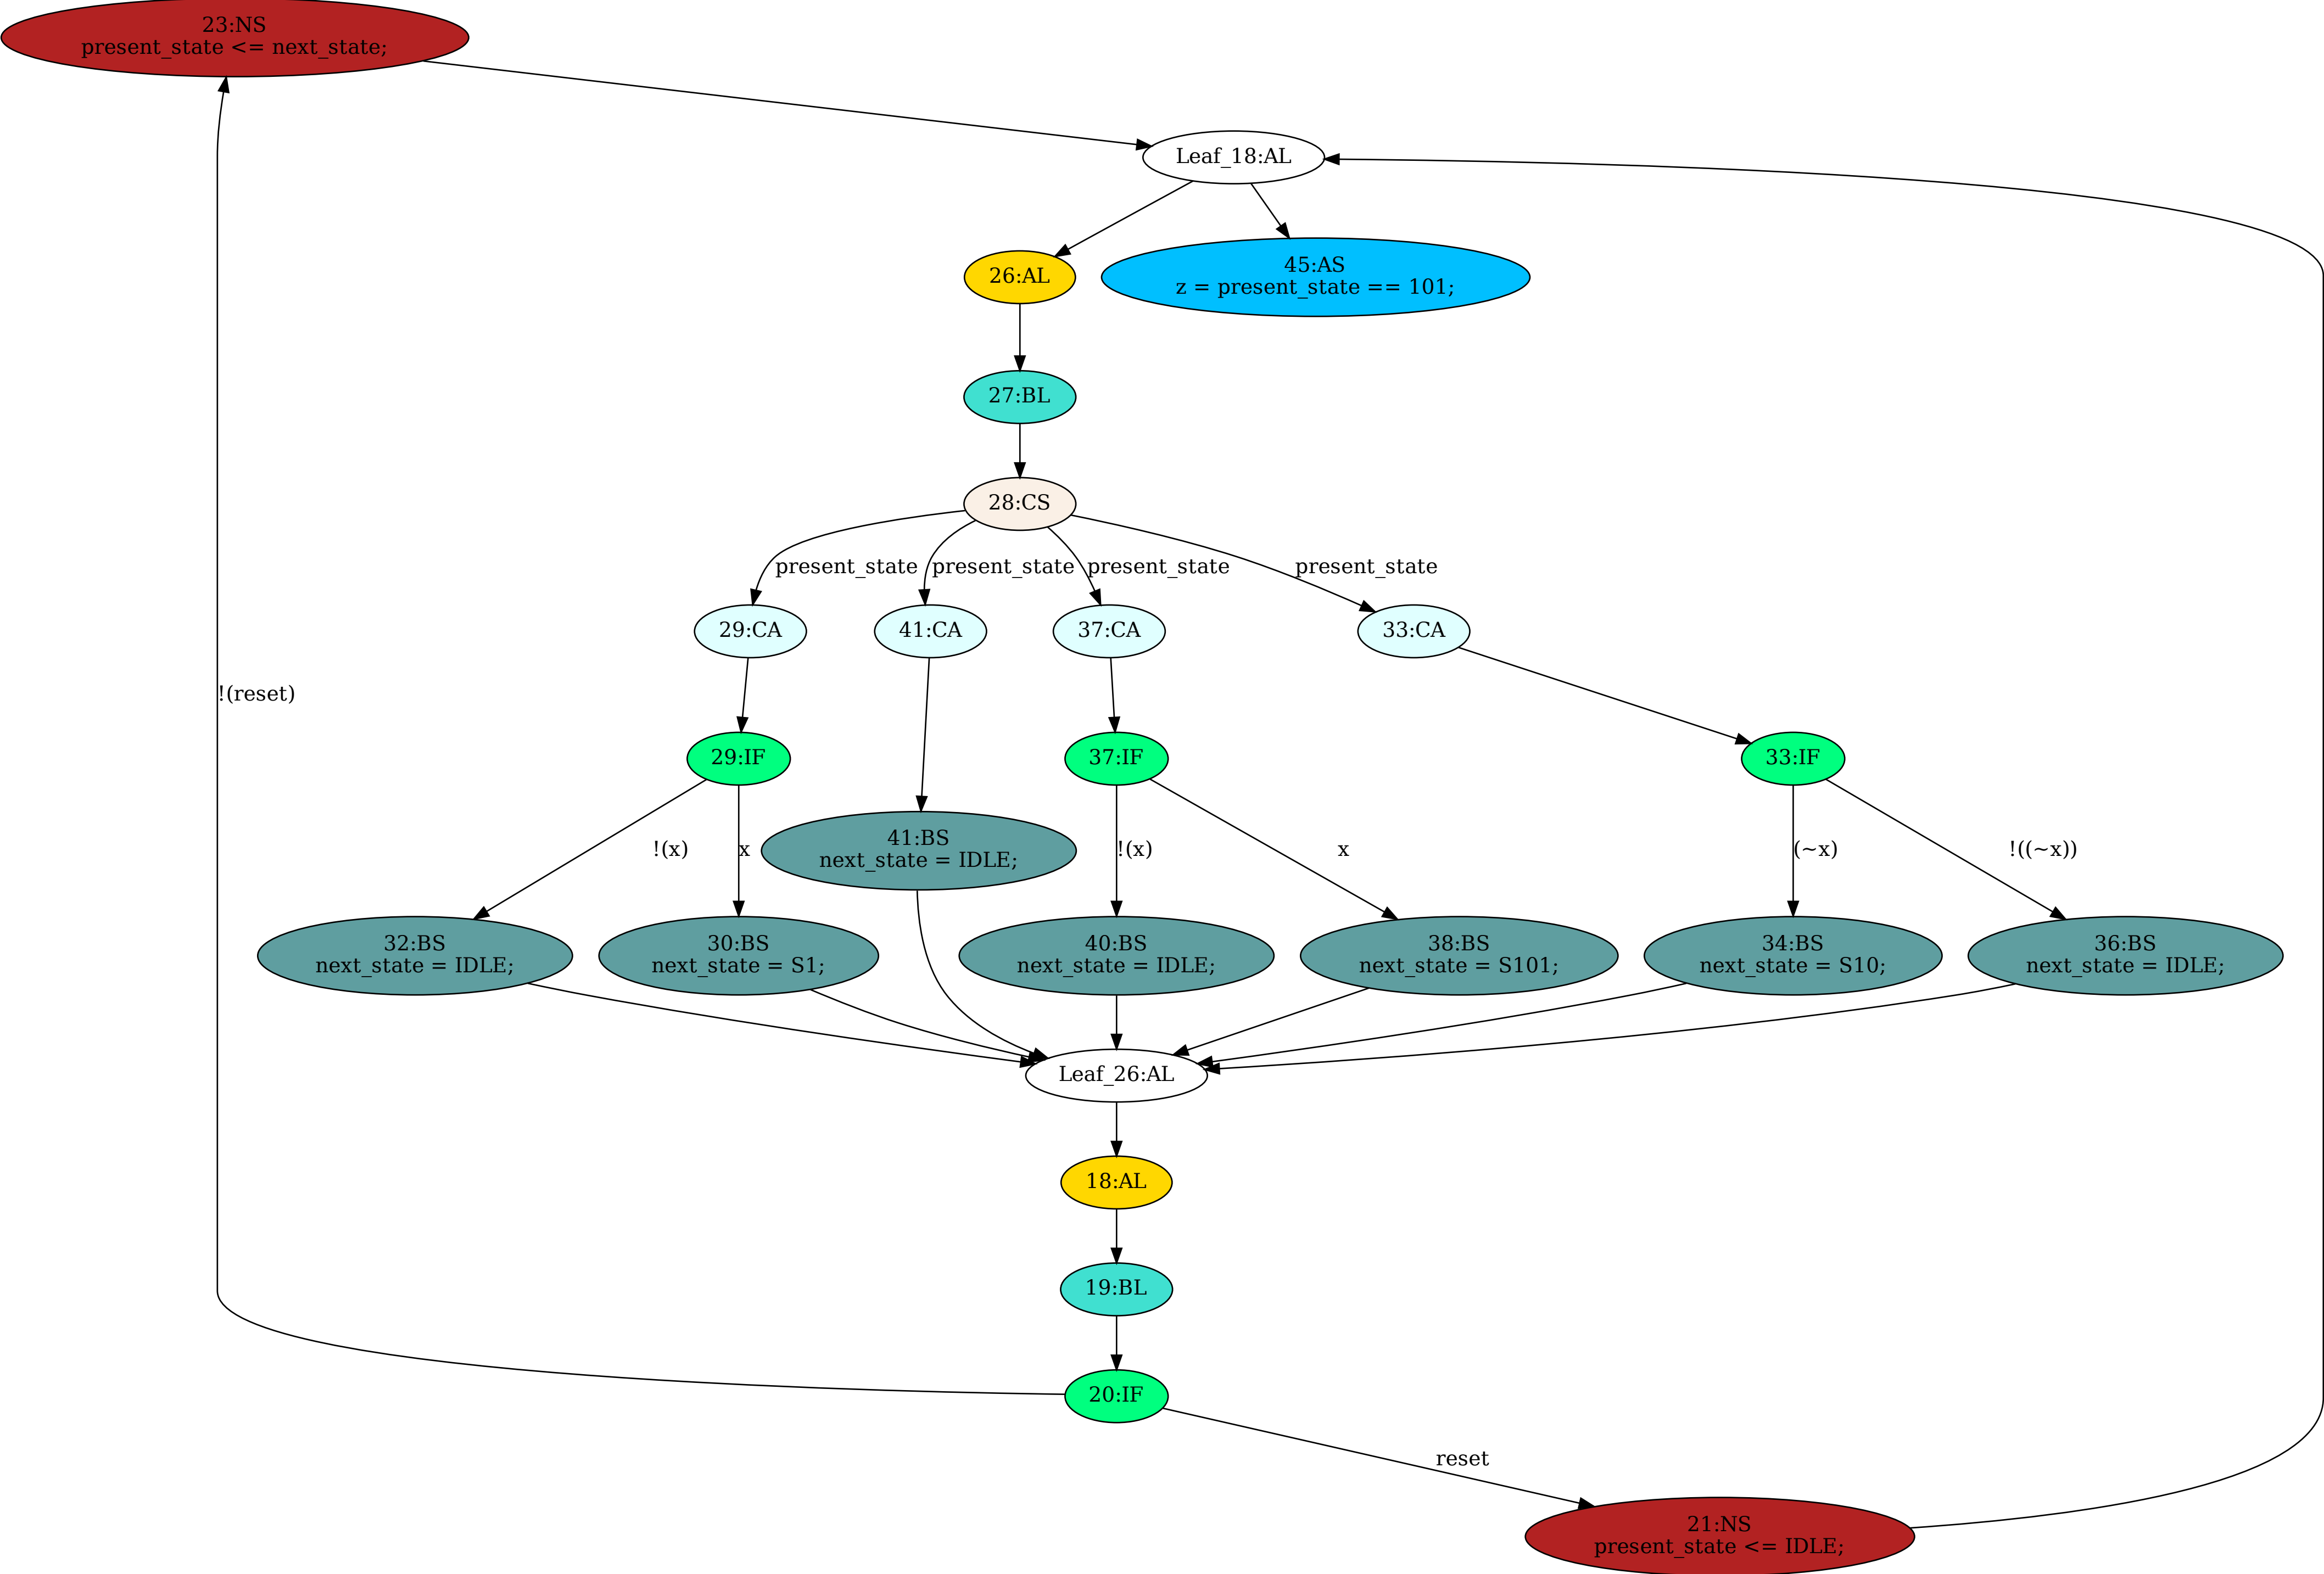 23:NS
present_state <= next_state;
Leaf_18:AL
26:AL
45:AS
z = present_state == 101;
27:BL
28:CS
present_state
present_state
present_state
present_state
29:CA
41:CA
37:CA
33:CA
!(reset)
29:IF
37:IF
33:IF
!(x)
x
41:BS
next_state = IDLE;
!(x)
x
(~x)
!((~x))
32:BS
next_state = IDLE;
30:BS
next_state = S1;
40:BS
next_state = IDLE;
38:BS
next_state = S101;
34:BS
next_state = S10;
36:BS
next_state = IDLE;
Leaf_26:AL
18:AL
19:BL
20:IF
reset
21:NS
present_state <= IDLE;